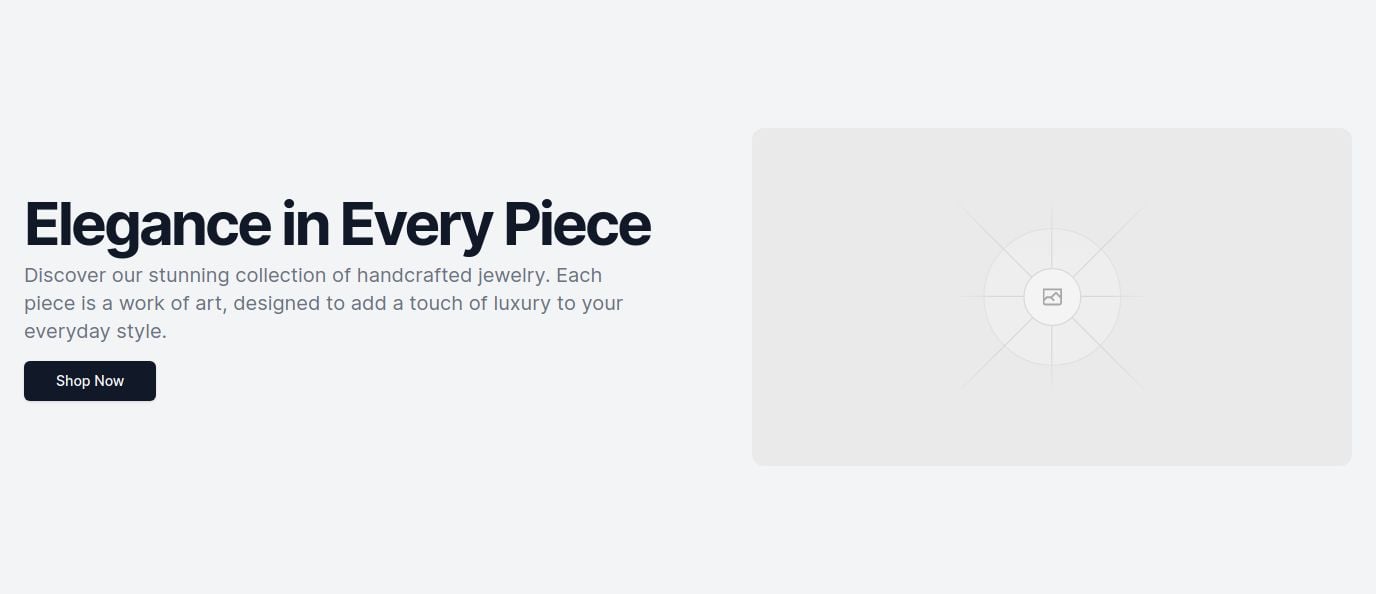 Elegance in Every Piece
Discover our stunning collection of handcrafted jewelry. Each
piece is a work of art, designed to add a touch of luxury to your
everyday style.
Shop Now